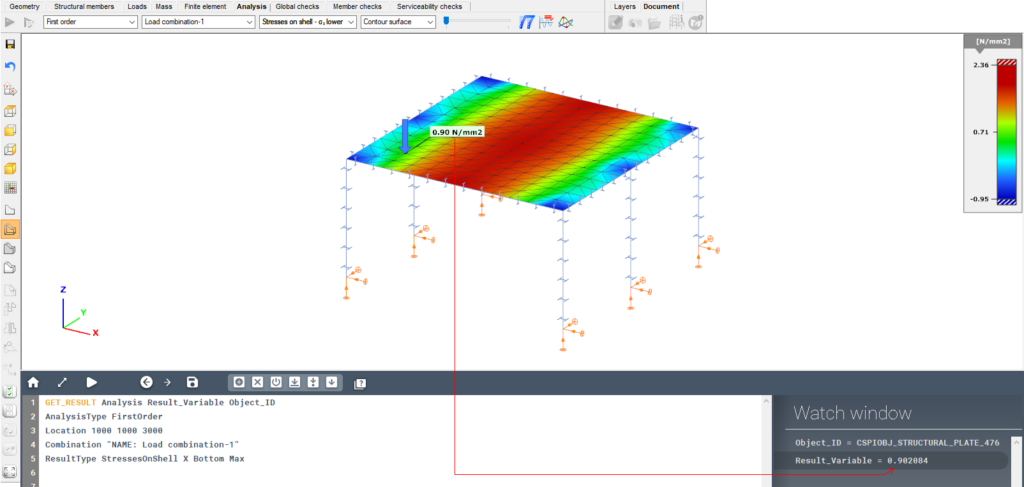 Geometry Structural members Loads Mass Finite element Analysis Global checks Member checks Serviceability checks Layers Document
First order Load combination-1 Stresses on shell - σ₁ lower Contour surface
[N/mm2]
2.36
0.71
-0.95
0.90 N/mm2
Z
Y
X
1 GET_RESULT Analysis Result_Variable Object_ID
2 AnalysisType FirstOrder
3 Location 1000 1000 3000
4 Combination "NAME: Load combination-1"
5 ResultType StressesOnShell X Bottom Max
6
Watch window
Object_ID = CSPIOBJ_STRUCTURAL_PLATE_476
Result_Variable = 0.902084